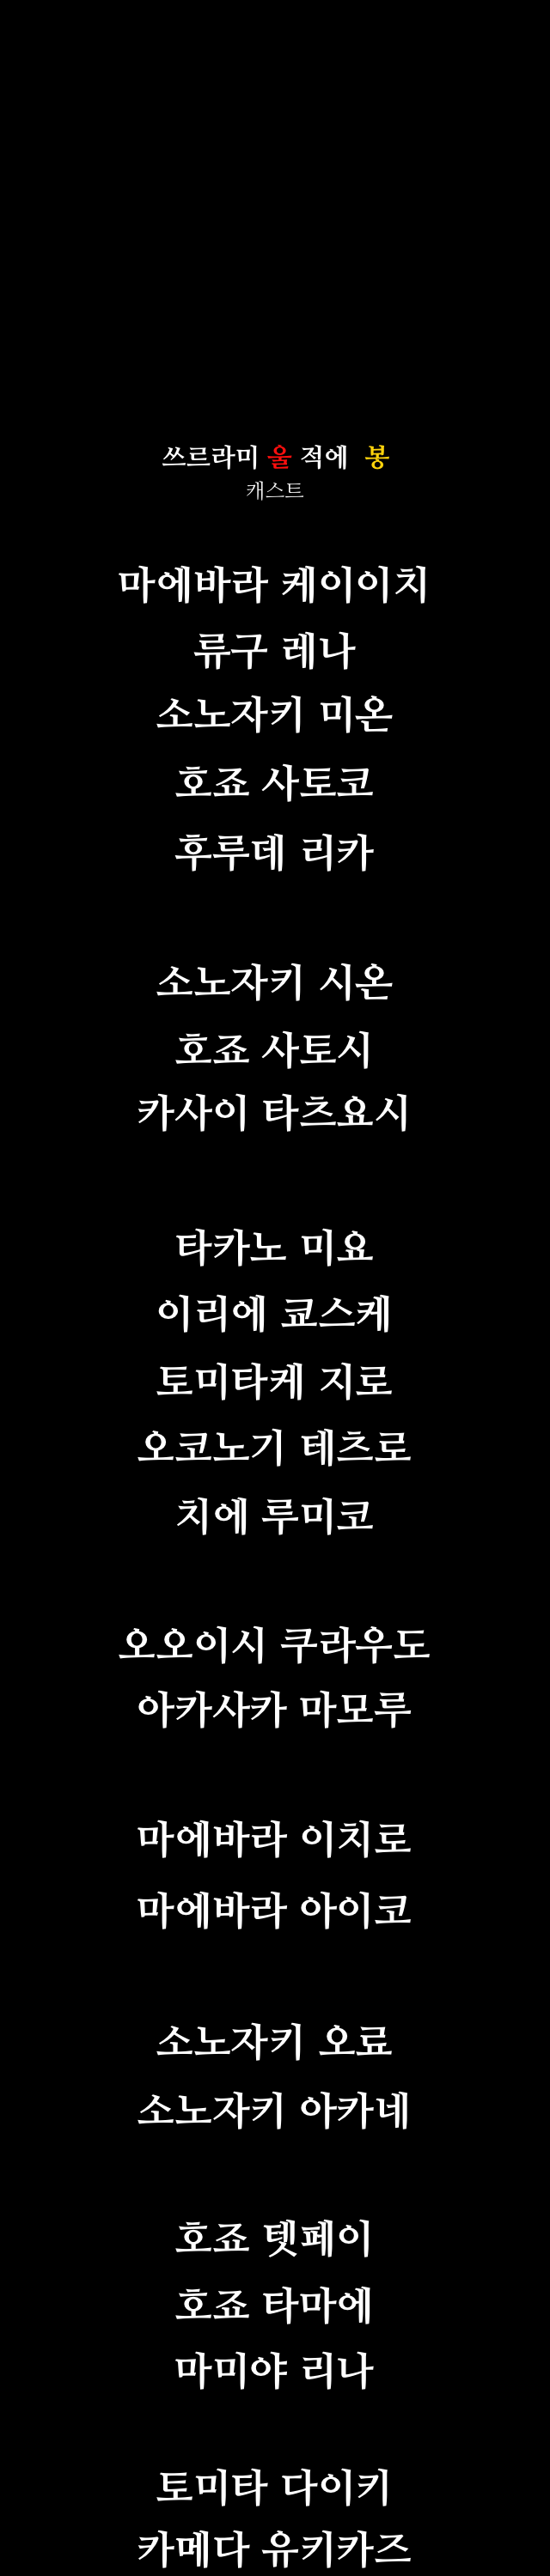 쓰르라미 울 적에 봉
캐스트
마에바라 케이이치
류구 레나
소노자키 미온
호죠 사토코
후루데 리카
소노자키 시온
호죠 사토시
카사이 타츠요시
타카노 미요
이리에 쿄스케
토미타케 지로
오코노기 테츠로
치에 루미코
오오이시 쿠라우도
아카사카 마모루
마에바라 이치로
마에바라 아이코
소노자키 오료
소노자키 아카네
호죠 텟페이
호죠 타마에
마미야 리나
토미타 다이키
카메다 유키카즈